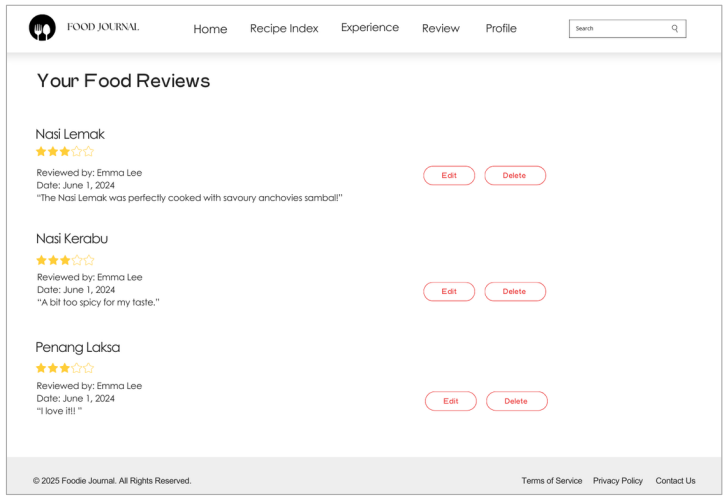 FOOD JOURNAL Home Recipe Index Experience Review Profile Search
Your Food Reviews
Nasi Lemak
Reviewed by: Emma Lee
Date: June 1, 2024
“The Nasi Lemak was perfectly cooked with savoury anchovies sambal!”
Edit Delete
Nasi Kerabu
Reviewed by: Emma Lee
Date: June 1, 2024
“A bit too spicy for my taste.”
Edit Delete
Penang Laksa
Reviewed by: Emma Lee
Date: June 1, 2024
“I love it!! ”
Edit Delete
© 2025 Foodie Journal. All Rights Reserved. Terms of Service Privacy Policy Contact Us